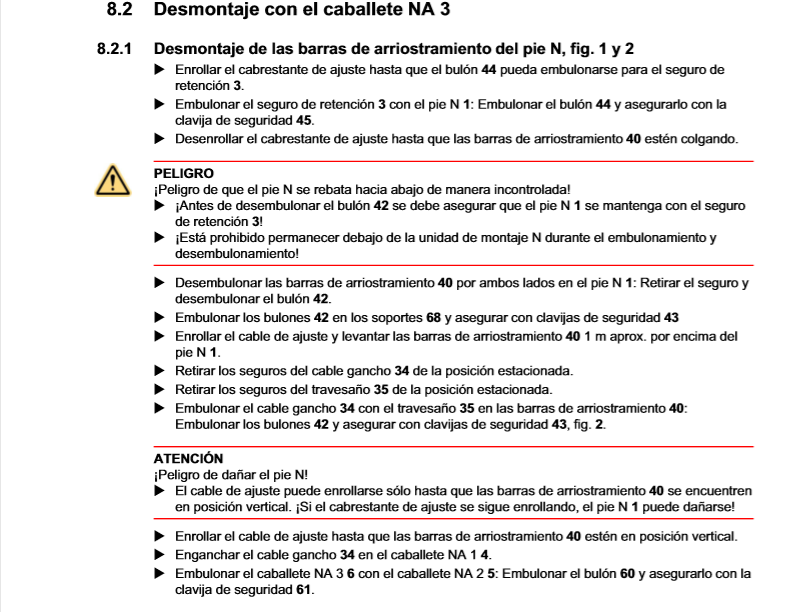 8.2 Desmontaje con el caballete NA 3
8.2.1 Desmontaje de las barras de arriostramiento del pie N, fig. 1 y 2
▶ Enrollar el cabrestante de ajuste hasta que el bulón 44 pueda embulonarse para el seguro de
retención 3.
▶ Embulonar el seguro de retención 3 con el pie N 1: Embulonar el bulón 44 y asegurarlo con la
clavija de seguridad 45.
▶ Desenrollar el cabrestante de ajuste hasta que las barras de arriostramiento 40 estén colgando.
PELIGRO
¡Peligro de que el pie N se rebata hacia abajo de manera incontrolada!
▶ ¡Antes de desembulonar el bulón 42 se debe asegurar que el pie N 1 se mantenga con el seguro
de retención 3!
▶ ¡Está prohibido permanecer debajo de la unidad de montaje N durante el embulonamiento y
desembulonamiento!
▶ Desembulonar las barras de arriostramiento 40 por ambos lados en el pie N 1: Retirar el seguro y
desembulonar el bulón 42.
▶ Embulonar los bulones 42 en los soportes 68 y asegurar con clavijas de seguridad 43
▶ Enrollar el cable de ajuste y levantar las barras de arriostramiento 40 1 m aprox. por encima del
pie N 1.
▶ Retirar los seguros del cable gancho 34 de la posición estacionada.
▶ Retirar los seguros del travesaño 35 de la posición estacionada.
▶ Embulonar el cable gancho 34 con el travesaño 35 en las barras de arriostramiento 40:
Embulonar los bulones 42 y asegurar con clavijas de seguridad 43, fig. 2.
ATENCIÓN
¡Peligro de dañar el pie N!
▶ El cable de ajuste puede enrollarse sólo hasta que las barras de arriostramiento 40 se encuentren
en posición vertical. ¡Si el cabrestante de ajuste se sigue enrollando, el pie N 1 puede dañarse!
▶ Enrollar el cable de ajuste hasta que las barras de arriostramiento 40 estén en posición vertical.
▶ Enganchar el cable gancho 34 en el caballete NA 1 4.
▶ Embulonar el caballete NA 3 6 con el caballete NA 2 5: Embulonar el bulón 60 y asegurarlo con la
clavija de seguridad 61.